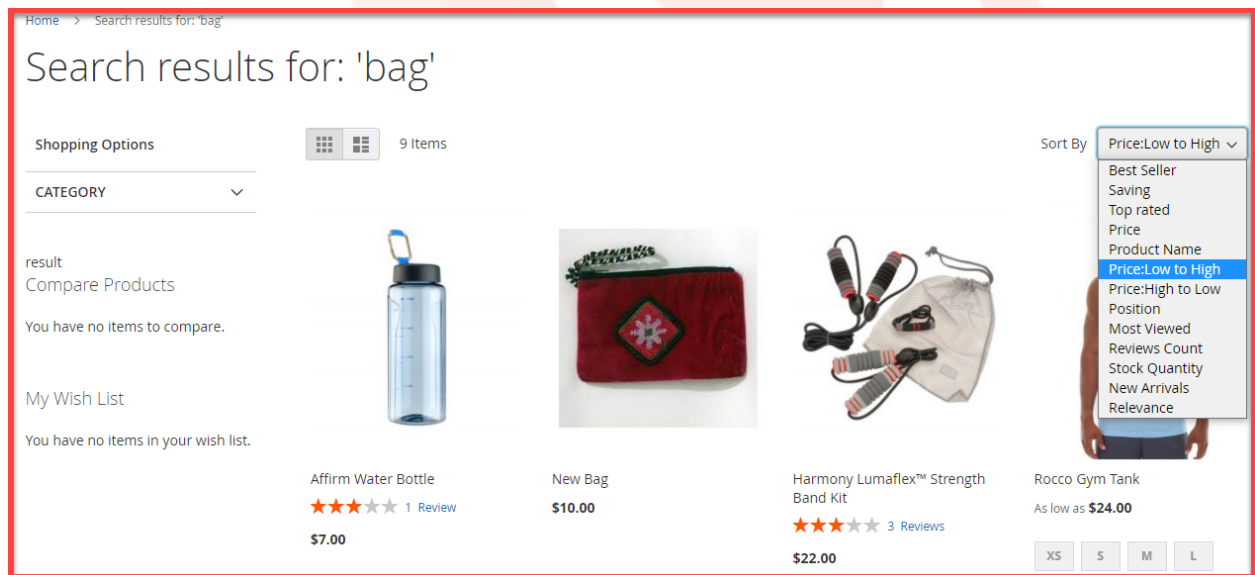 Home > Search results for: 'bag'
Search results for: 'bag'
Shopping Options
9 Items
Sort By Price:Low to High
CATEGORY
Best Seller
Saving
Top rated
Price
Product Name
Price:Low to High
Price:High to Low
Position
Most Viewed
Reviews Count
Stock Quantity
New Arrivals
Relevance
result
Compare Products
You have no items to compare.
My Wish List
You have no items in your wish list.
Affirm Water Bottle
1 Review
$7.00
New Bag
$10.00
Harmony Lumaflex™ Strength
Band Kit
3 Reviews
$22.00
Rocco Gym Tank
As low as $24.00
XS S M L